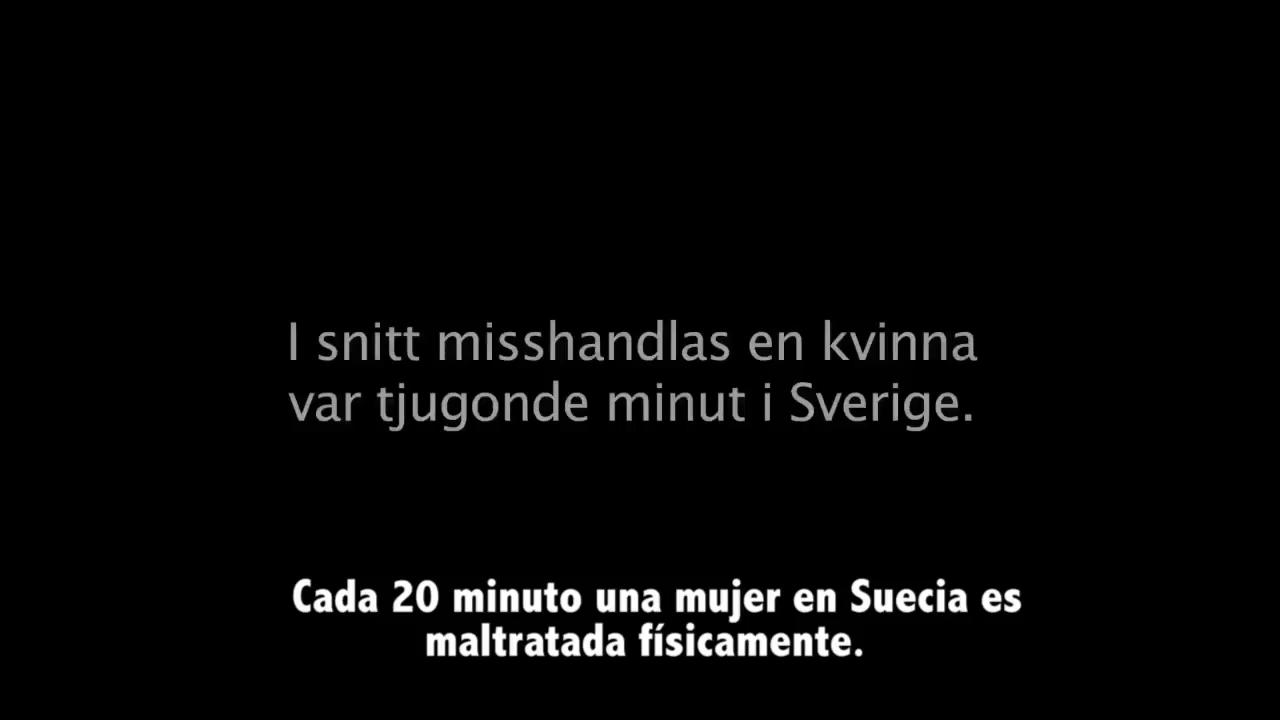 I snitt misshandlas en kvinna
var tjugonde minut i Sverige.
Cada 20 minuto una mujer en Suecia es
maltratada físicamente.